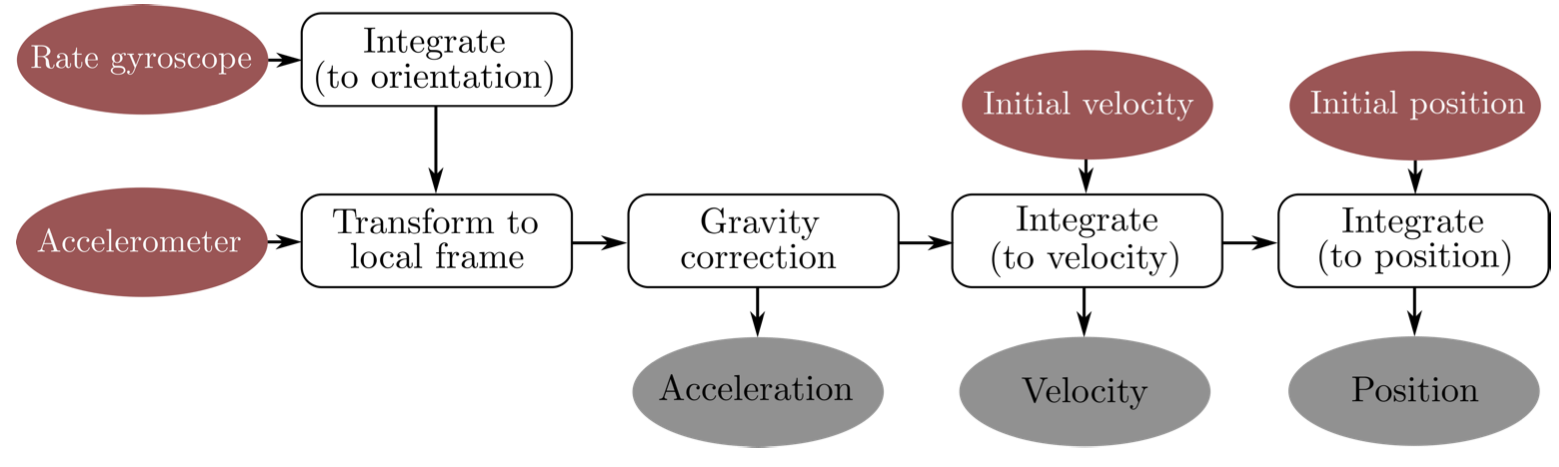 Rate gyroscope
Integrate
(to orientation)
Initial velocity
Initial position
Accelerometer
Transform to
local frame
Gravity
correction
Integrate
(to velocity)
Integrate
(to position)
Acceleration
Velocity
Position